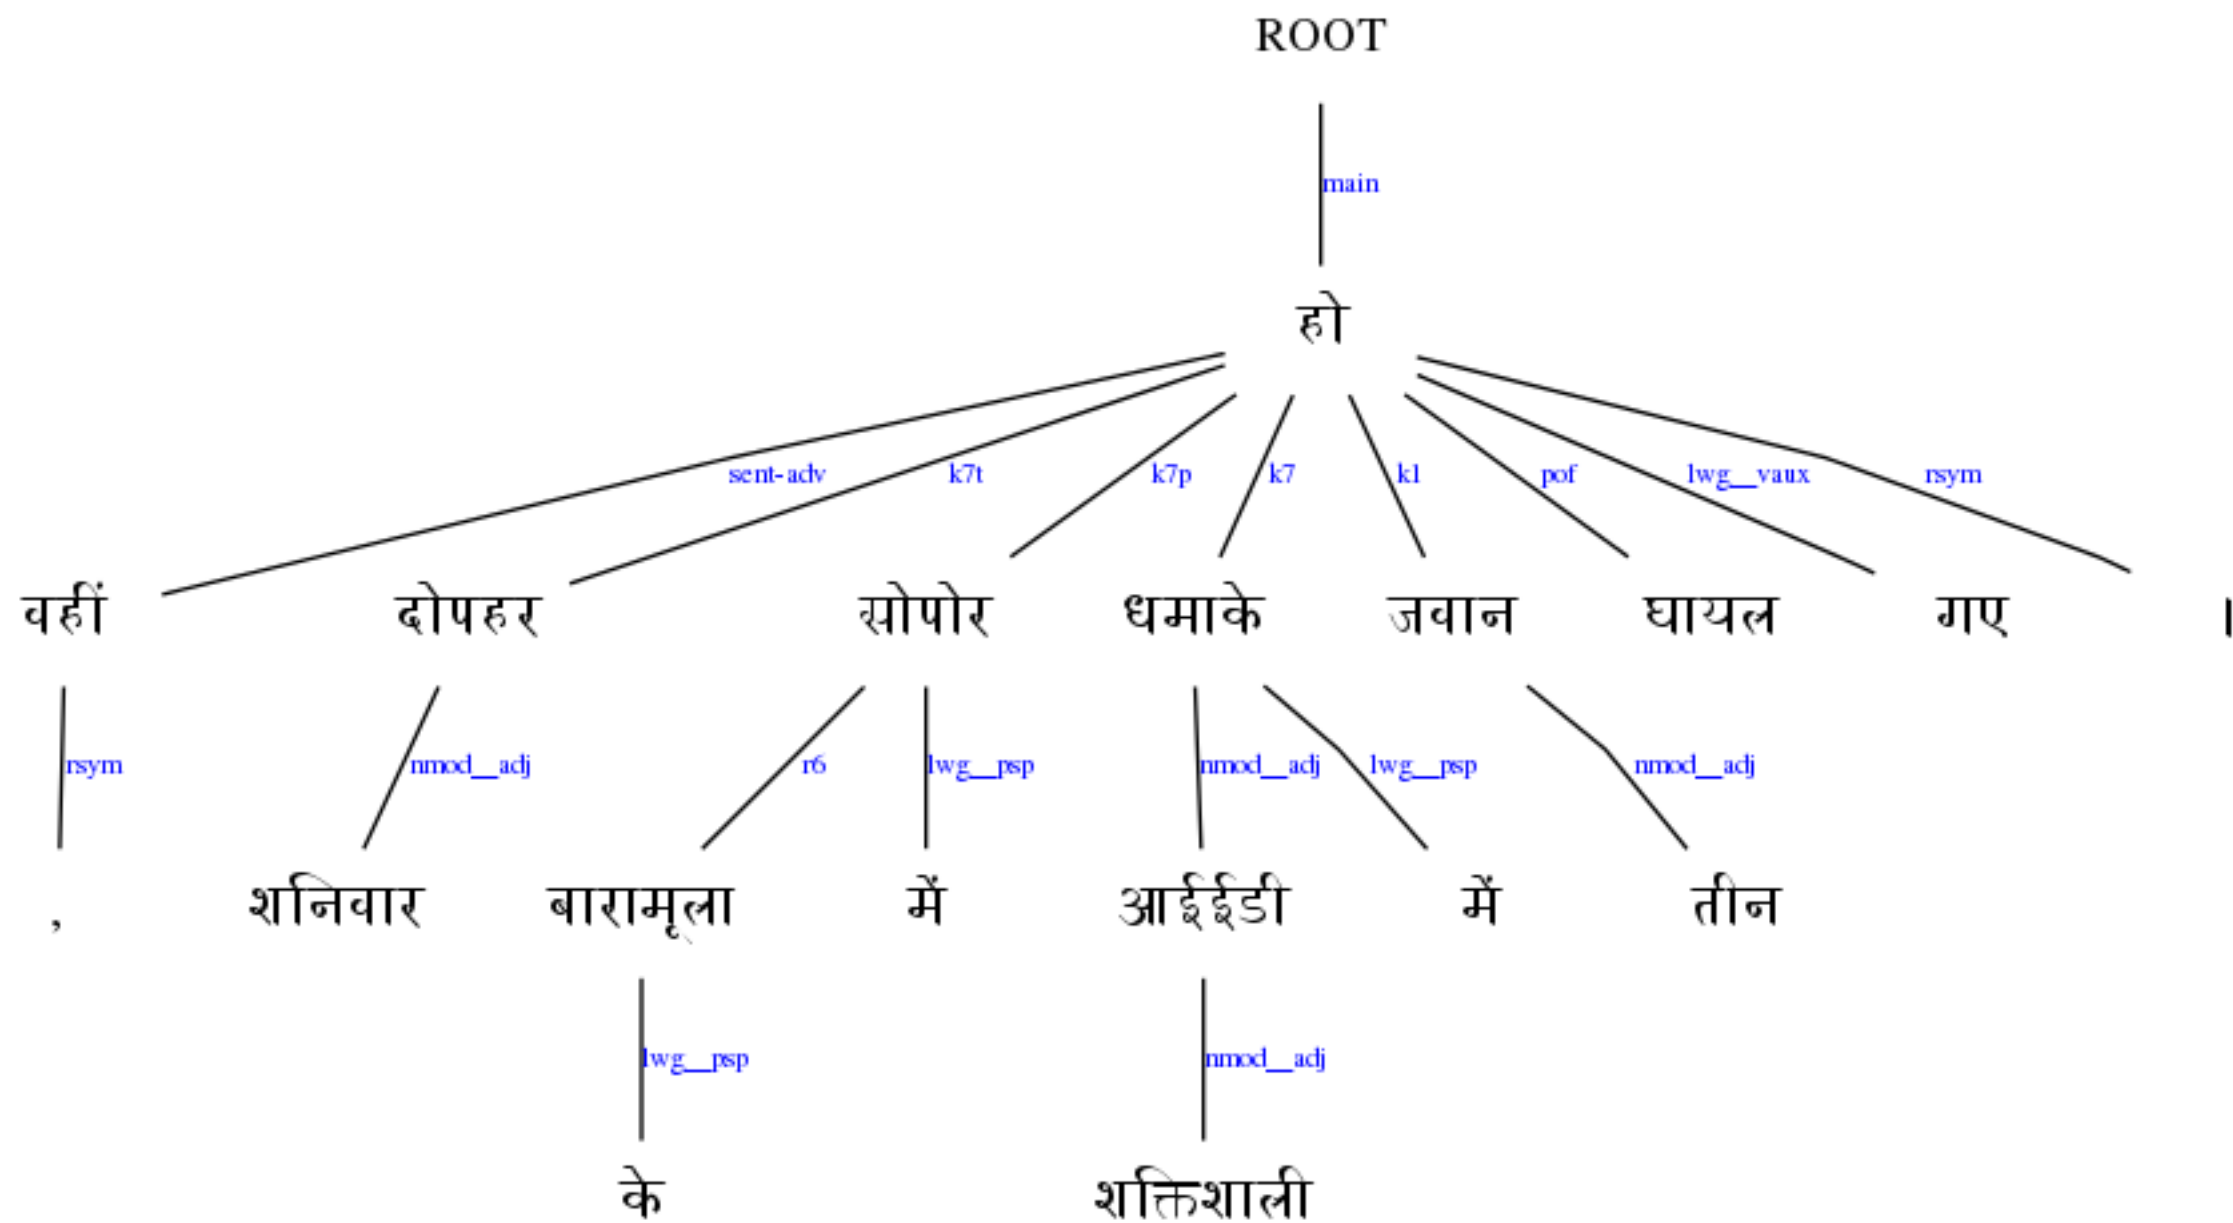 ROOT
main
हो
sent-adv k7t k7p k7 k1 pof lwg__vaux rsym
वहीं दोपहर सोपोर धमाके जवान घायल गए ।
rsym nmod__adj r6 lwg__psp nmod__adj lwg__psp nmod__adj
, शनिवार बारामूला में आईईडी में तीन
lwg__psp nmod__adj
के शक्तिशाली